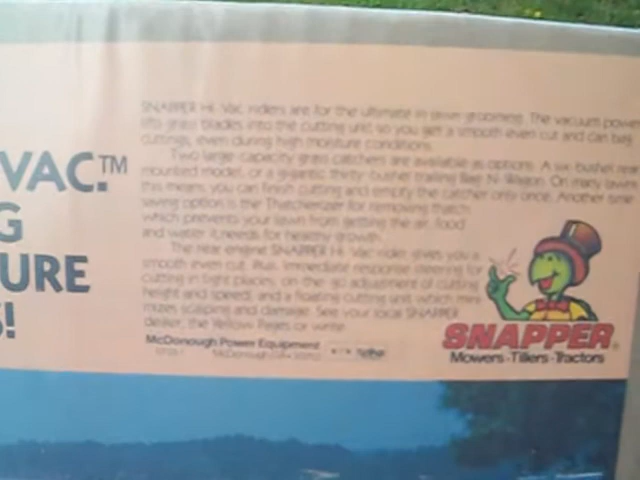 VAC.™
G
URE
!
SNAPPER Hi Vac riders are for the ultimate in lawn grooming. The vacuum power
lifts grass blades into the cutting unit so you get a smooth even cut and can bag
cuttings, even during high moisture conditions.
Two large capacity grass catchers are available as options. A six-bushel rear
mounted model, or a gigantic thirty-bushel trailing Bag-N-Wagon. On many lawns
this means you can finish cutting and empty the catcher only once. Another time
saving option is the Thatcherizer for removing thatch
which prevents your lawn from getting the air, food
and water it needs for healthy growth.
The rear engine SNAPPER Hi Vac rider gives you a
smooth even cut. Plus immediate response steering for
cutting in tight places, on-the-go adjustment of cutting
height and speed, and a floating cutting unit, which mini-
mizes scalping and damage. See your local SNAPPER
dealer, the Yellow Pages or write
McDonough Power Equipment
McDonough
SNAPPER®
Mowers-Tillers-Tractors